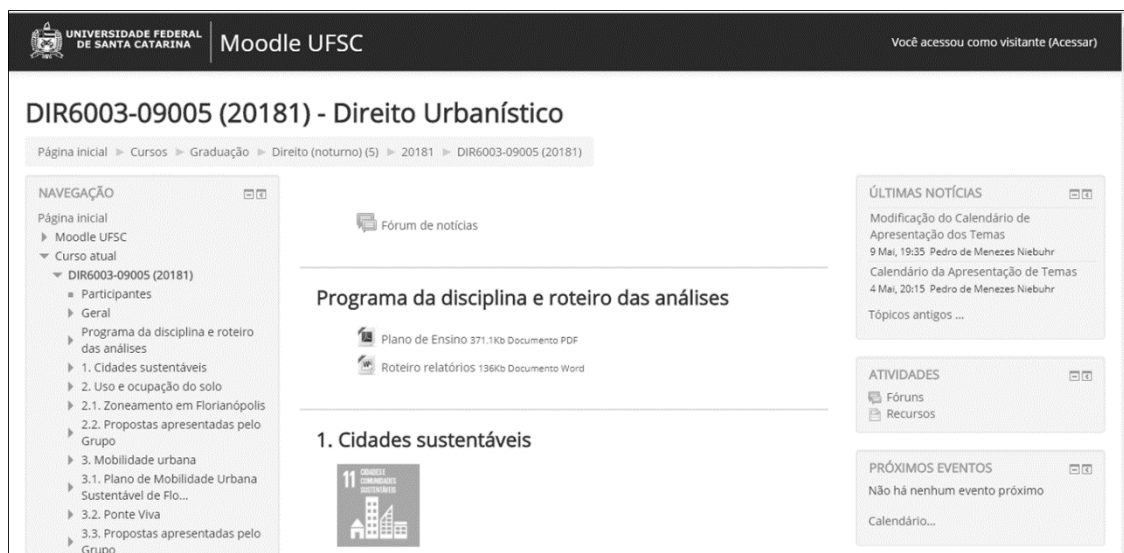 UNIVERSIDADE FEDERAL
DE SANTA CATARINA
Moodle UFSC
Você acessou como visitante (Acessar)
DIR6003-09005 (20181) - Direito Urbanístico
Página inicial ► Cursos ► Graduação ► Direito (noturno) (5) ► 20181 ► DIR6003-09005 (20181)
NAVEGAÇÃO
Página inicial
Moodle UFSC
Curso atual
DIR6003-09005 (20181)
Participantes
Geral
Programa da disciplina e roteiro
das análises
1. Cidades sustentáveis
2. Uso e ocupação do solo
2.1. Zoneamento em Florianópolis
2.2. Propostas apresentadas pelo
Grupo
3. Mobilidade urbana
3.1. Plano de Mobilidade Urbana
Sustentável de Flo...
3.2. Ponte Viva
3.3. Propostas apresentadas pelo
Grupo
Fórum de notícias
Programa da disciplina e roteiro das análises
Plano de Ensino 371.1Kb Documento PDF
Roteiro relatórios 136Kb Documento Word
1. Cidades sustentáveis
11 CIDADES E
COMUNIDADES
SUSTENTÁVEIS
ÚLTIMAS NOTÍCIAS
Modificação do Calendário de
Apresentação dos Temas
9 Mai, 19:35 Pedro de Menezes Niebuhr
Calendário da Apresentação de Temas
4 Mai, 20:15 Pedro de Menezes Niebuhr
Tópicos antigos ...
ATIVIDADES
Fóruns
Recursos
PRÓXIMOS EVENTOS
Não há nenhum evento próximo
Calendário...